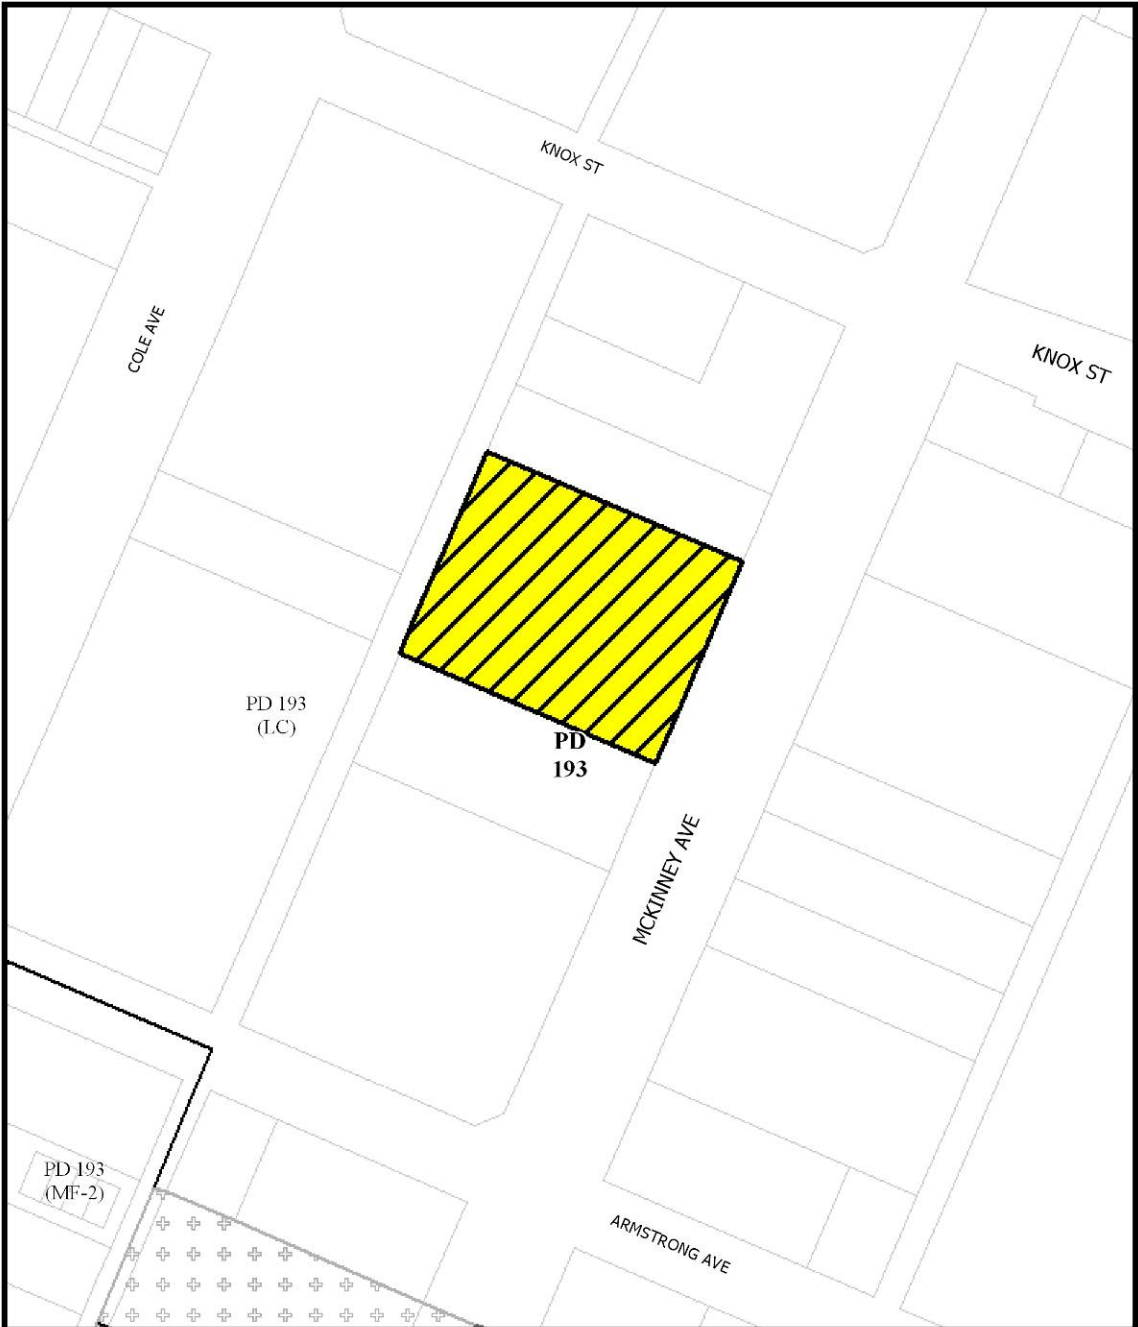 KNOX ST
COLE AVE
KNOX ST
PD 193
(LC)
PD
193
MCKINNEY AVE
PD 193
(MF-2)
ARMSTRONG AVE